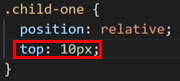 .child-one {
  position: relative;
  top: 10px;
}